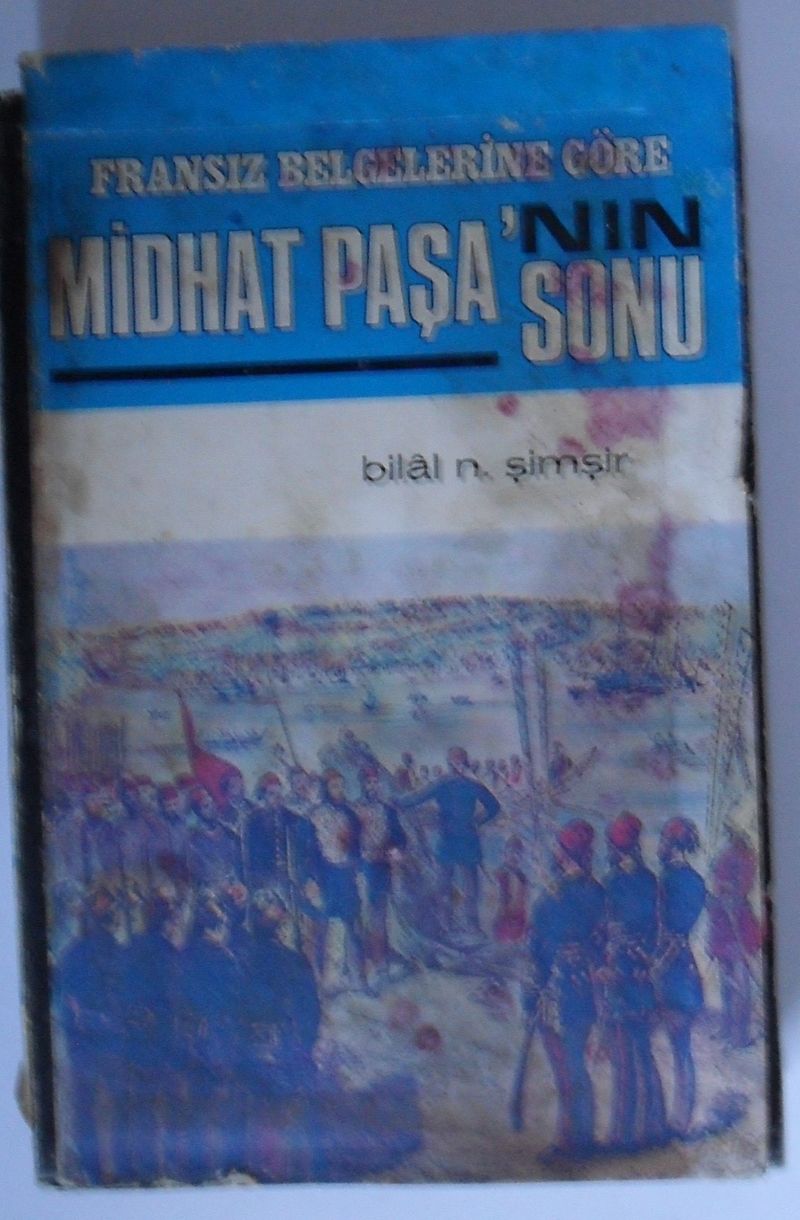 FRANSIZ BELGELERİNE GÖRE
MİDHAT PAŞA'NIN
SONU
bilâl n. şimşir